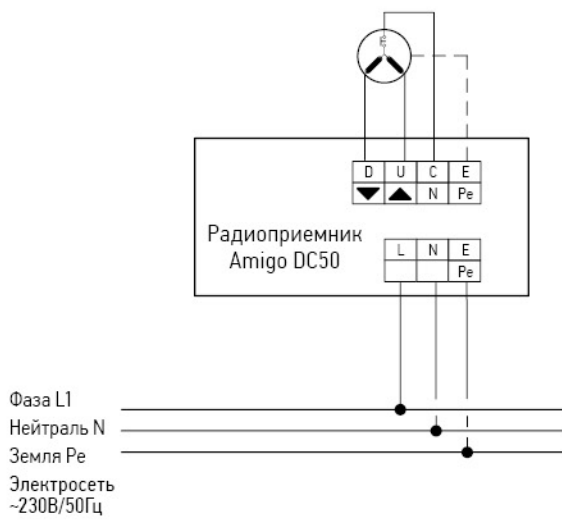 D U C E
N Pe
Радиоприемник
Amigo DC50
L N E
Pe
Фаза L1
Нейтраль N
Земля Pe
Электросеть
~230В/50Гц